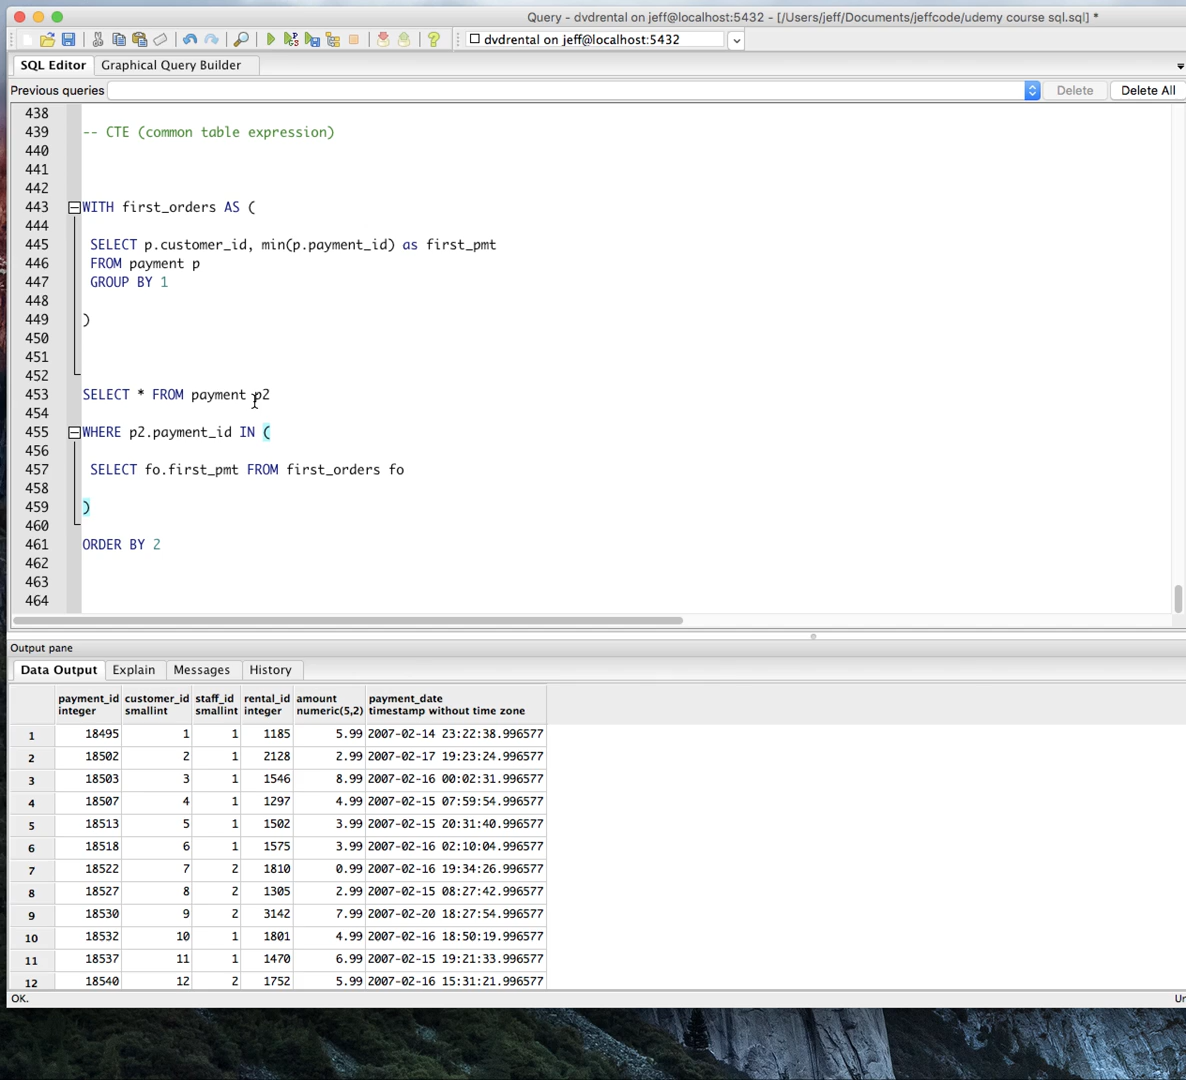 Query - dvdrental on jeff@localhost:5432 - [/Users/jeff/Documents/jeffcode/udemy course sql.sql] *
dvdrental on jeff@localhost:5432
SQL Editor Graphical Query Builder
Previous queries Delete Delete All
438
439 -- CTE (common table expression)
440
441
442
443 WITH first_orders AS (
444
445 SELECT p.customer_id, min(p.payment_id) as first_pmt
446 FROM payment p
447 GROUP BY 1
448
449 )
450
451
452
453 SELECT * FROM payment p2
454
455 WHERE p2.payment_id IN (
456
457 SELECT fo.first_pmt FROM first_orders fo
458
459 )
460
461 ORDER BY 2
462
463
464
Output pane
Data Output Explain Messages History
payment_id customer_id staff_id rental_id amount payment_date
integer smallint smallint integer numeric(5,2) timestamp without time zone
1 18495 1 1 1185 5.99 2007-02-14 23:22:38.996577
2 18502 2 1 2128 2.99 2007-02-17 19:23:24.996577
3 18503 3 1 1546 8.99 2007-02-16 00:02:31.996577
4 18507 4 1 1297 4.99 2007-02-15 07:59:54.996577
5 18513 5 1 1502 3.99 2007-02-15 20:31:40.996577
6 18518 6 1 1575 3.99 2007-02-16 02:10:04.996577
7 18522 7 2 1810 0.99 2007-02-16 19:34:26.996577
8 18527 8 2 1305 2.99 2007-02-15 08:27:42.996577
9 18530 9 2 3142 7.99 2007-02-20 18:27:54.996577
10 18532 10 1 1801 4.99 2007-02-16 18:50:19.996577
11 18537 11 1 1470 6.99 2007-02-15 19:21:33.996577
12 18540 12 2 1752 5.99 2007-02-16 15:31:21.996577
OK.